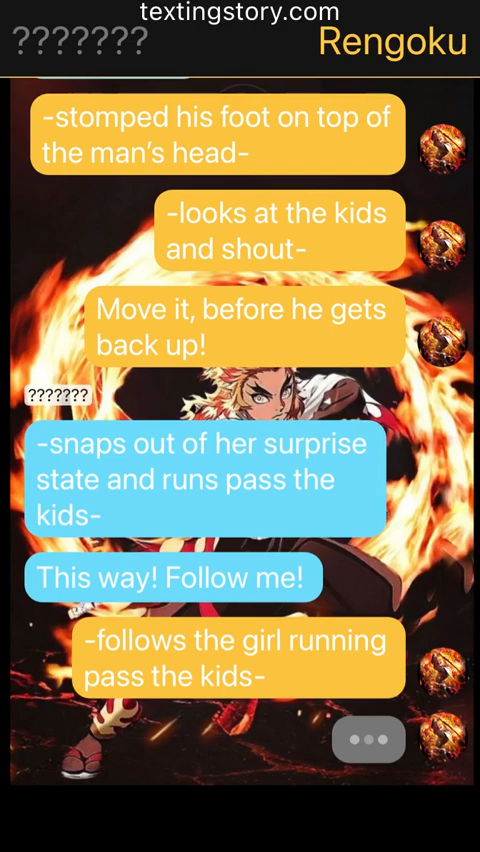 textingstory.com
???????
Rengoku
-stomped his foot on top of
the man's head-
-looks at the kids
and shout-
Move it, before he gets
back up!
???????
-snaps out of her surprise
state and runs pass the
kids-
This way! Follow me!
-follows the girl running
pass the kids-